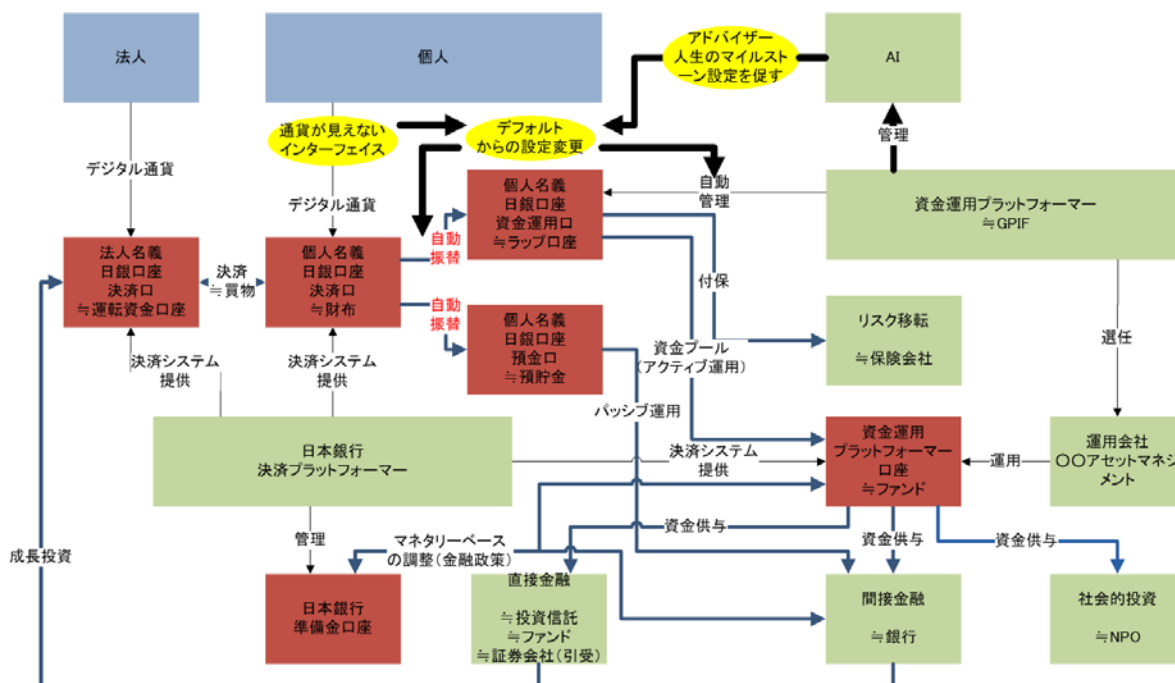 法人
個人
アドバイザー
人生のマイルスト
ーン設定を促す
AI
通貨が見えない
インターフェイス
デフォルト
からの設定変更
管理
デジタル通貨
デジタル通貨
個人名義
日銀口座
資金運用口
≒ラップ口座
自動
管理
資金運用プラットフォーマー
≒GPIF
法人名義
日銀口座
決済口
≒運転資金口座
決済
≒買物
個人名義
日銀口座
決済口
≒財布
自動
振替
自動
振替
付保
個人名義
日銀口座
預金口
≒預貯金
リスク移転
≒保険会社
選任
決済システム
提供
決済システム
提供
資金プール
(アクティブ運用)
パッシブ運用
日本銀行
決済プラットフォーマー
決済システム
提供
資金運用
プラットフォーマー
口座
≒ファンド
運用
運用会社
〇〇アセットマネジ
メント
成長投資
管理
マネタリーベース
の調整(金融政策)
資金供与
資金供与
資金供与
日本銀行
準備金口座
直接金融
≒投資信託
≒ファンド
≒証券会社(引受)
間接金融
≒銀行
社会的投資
≒NPO